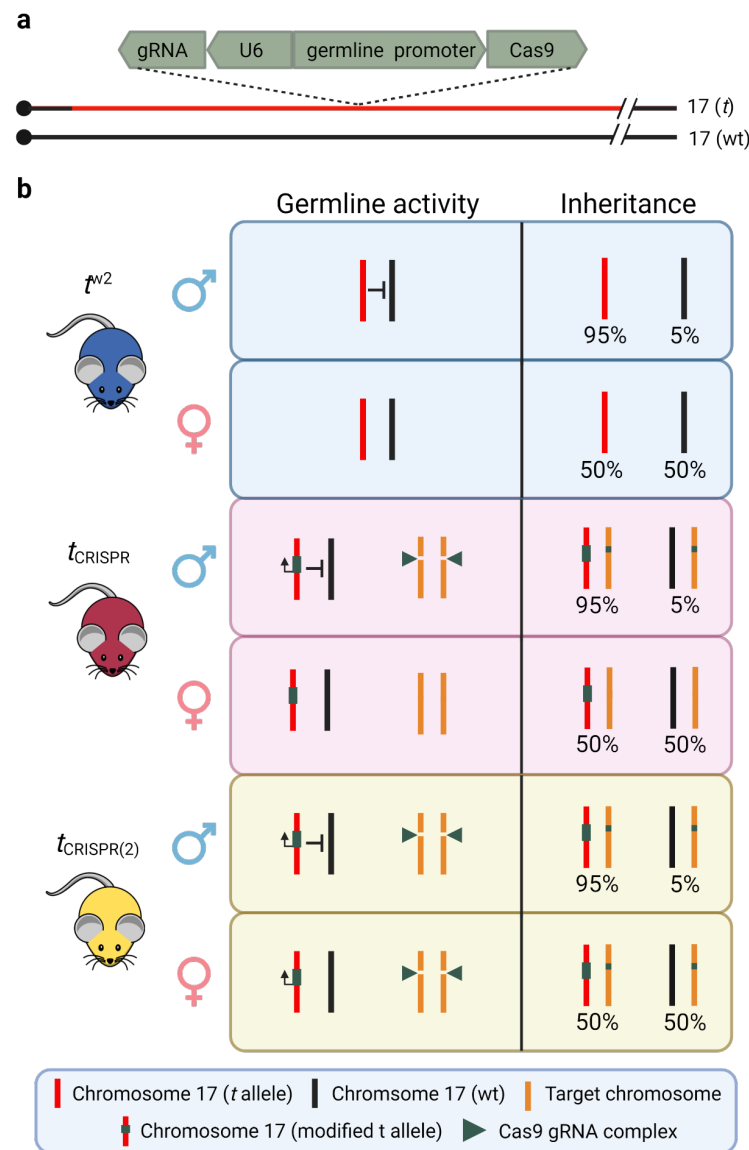 a
gRNA U6 germline promoter Cas9
17 (t)
17 (wt)
b
Germline activity Inheritance
t^w2
♂
95% 5%
♀
50% 50%
tCRISPR
♂
95% 5%
♀
50% 50%
tCRISPR(2)
♂
95% 5%
♀
50% 50%
Chromosome 17 (t allele) Chromsome 17 (wt) Target chromosome
Chromosome 17 (modified t allele) Cas9 gRNA complex